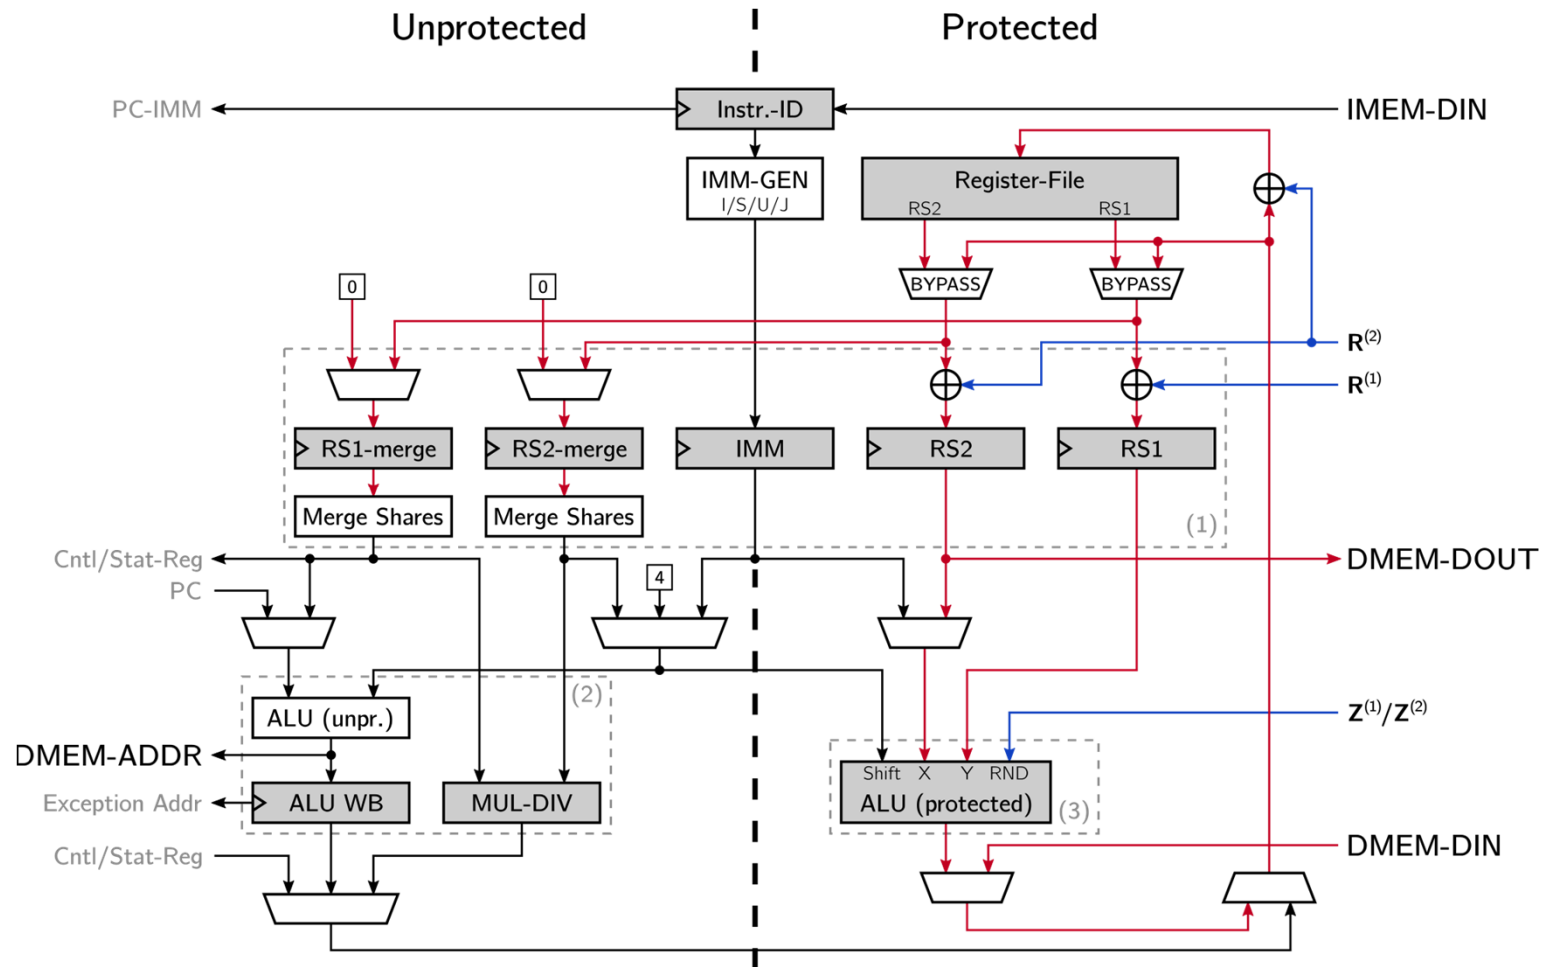 Unprotected
Protected
PC-IMM
Instr.-ID
IMEM-DIN
IMM-GEN
I/S/U/J
Register-File
RS2
RS1
0
0
BYPASS
BYPASS
R(2)
R(1)
RS1-merge
RS2-merge
IMM
RS2
RS1
Merge Shares
Merge Shares
(1)
Cntl/Stat-Reg
DMEM-DOUT
4
PC
(2)
ALU (unpr.)
Z(1)/Z(2)
DMEM-ADDR
Shift
X
Y
RND
Exception Addr
ALU WB
MUL-DIV
ALU (protected)
(3)
Cntl/Stat-Reg
DMEM-DIN